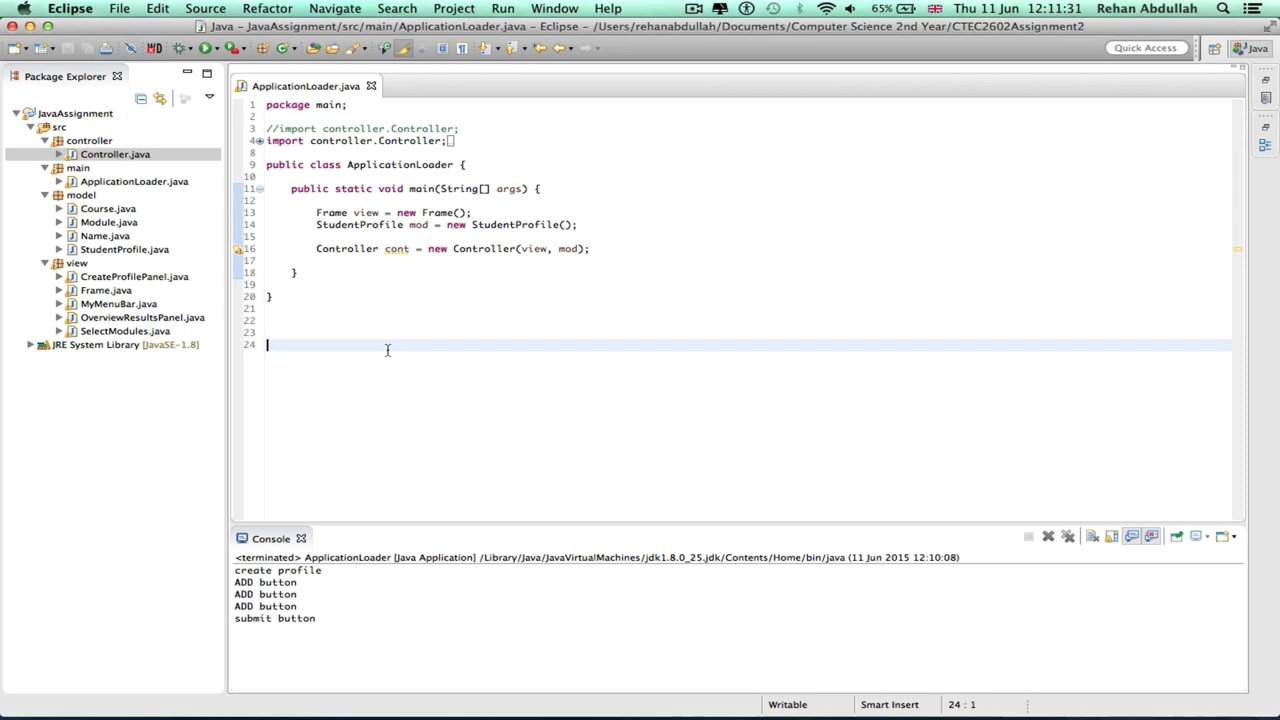 Eclipse File Edit Source Refactor Navigate Search Project Run Window Help 65% Thu 11 Jun 12:11:31 Rehan Abdullah
Java – JavaAssignment/src/main/ApplicationLoader.java – Eclipse – /Users/rehanabdullah/Documents/Computer Science 2nd Year/CTEC2602Assignment2
Quick Access Java
Package Explorer
JavaAssignment
src
controller
Controller.java
main
ApplicationLoader.java
model
Course.java
Module.java
Name.java
StudentProfile.java
view
CreateProfilePanel.java
Frame.java
MyMenuBar.java
OverviewResultsPanel.java
SelectModules.java
JRE System Library [JavaSE-1.8]
ApplicationLoader.java
1 package main;
2
3 //import controller.Controller;
4 import controller.Controller;
8
9 public class ApplicationLoader {
10
11 public static void main(String[] args) {
12
13 Frame view = new Frame();
14 StudentProfile mod = new StudentProfile();
15
16 Controller cont = new Controller(view, mod);
17
18 }
19
20 }
21
22
23
24
Console
<terminated> ApplicationLoader [Java Application] /Library/Java/JavaVirtualMachines/jdk1.8.0_25.jdk/Contents/Home/bin/java (11 Jun 2015 12:10:08)
create profile
ADD button
ADD button
ADD button
submit button
Writable Smart Insert 24 : 1